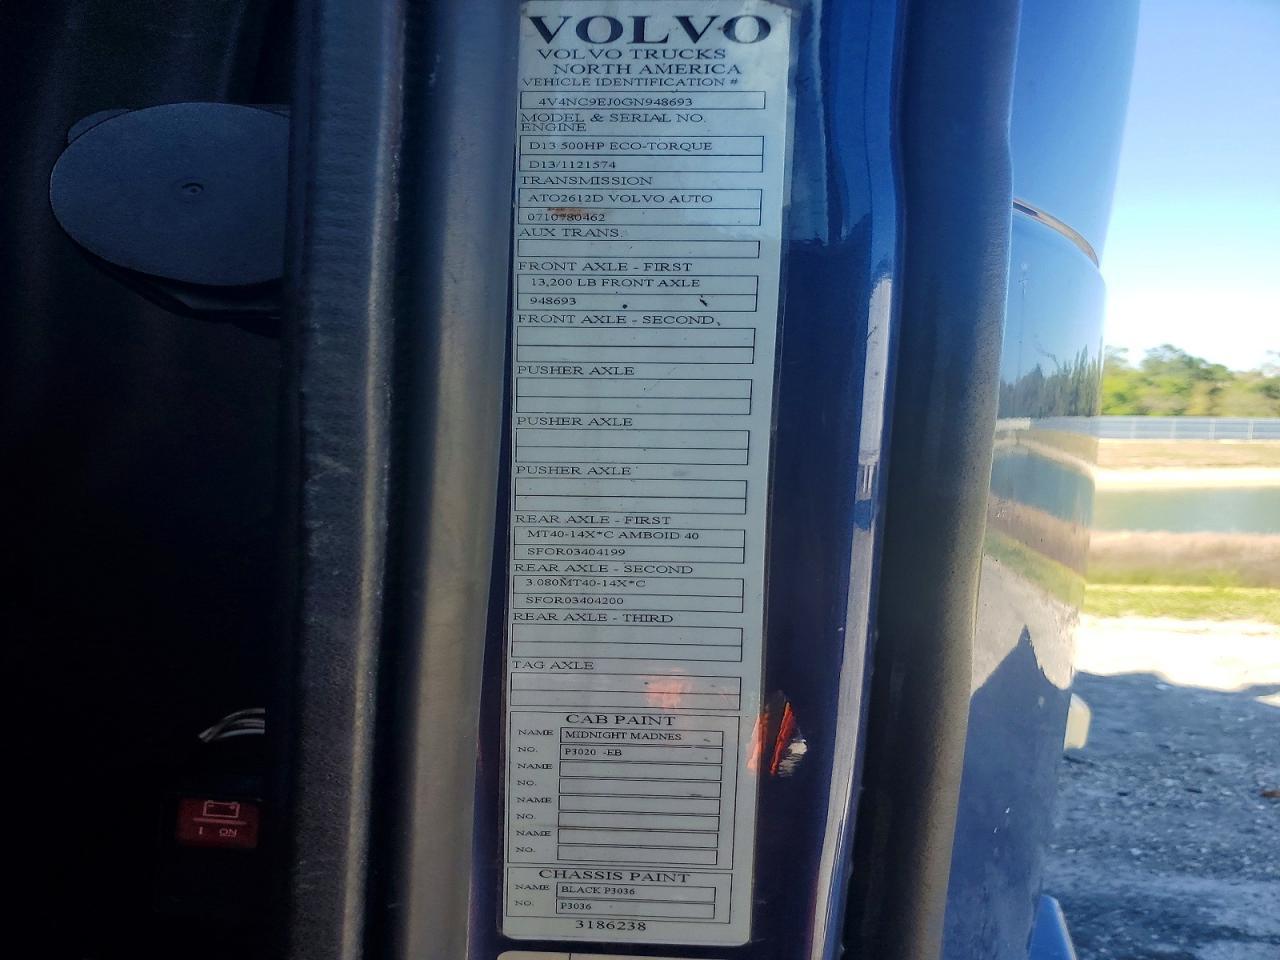 VOLVO
VOLVO TRUCKS
NORTH AMERICA
VEHICLE IDENTIFICATION #
4V4NC9EJ0GN948693
MODEL & SERIAL NO.
ENGINE
D13 500HP ECO-TORQUE
D13/1121574
TRANSMISSION
ATO2612D VOLVO AUTO
0710780462
AUX TRANS.
FRONT AXLE - FIRST
13,200 LB FRONT AXLE
948693
FRONT AXLE - SECOND
PUSHER AXLE
PUSHER AXLE
PUSHER AXLE
REAR AXLE - FIRST
MT40-14X*C AMBOID 40
SFOR03404199
REAR AXLE - SECOND
3.080MT40-14X*C
SFOR03404200
REAR AXLE - THIRD
TAG AXLE
CAB PAINT
NAME MIDNIGHT MADNES
NO. P3020 -EB
NAME
NO.
NAME
NO.
NAME
NO.
CHASSIS PAINT
NAME BLACK P3036
NO. P3036
3186238
I ON